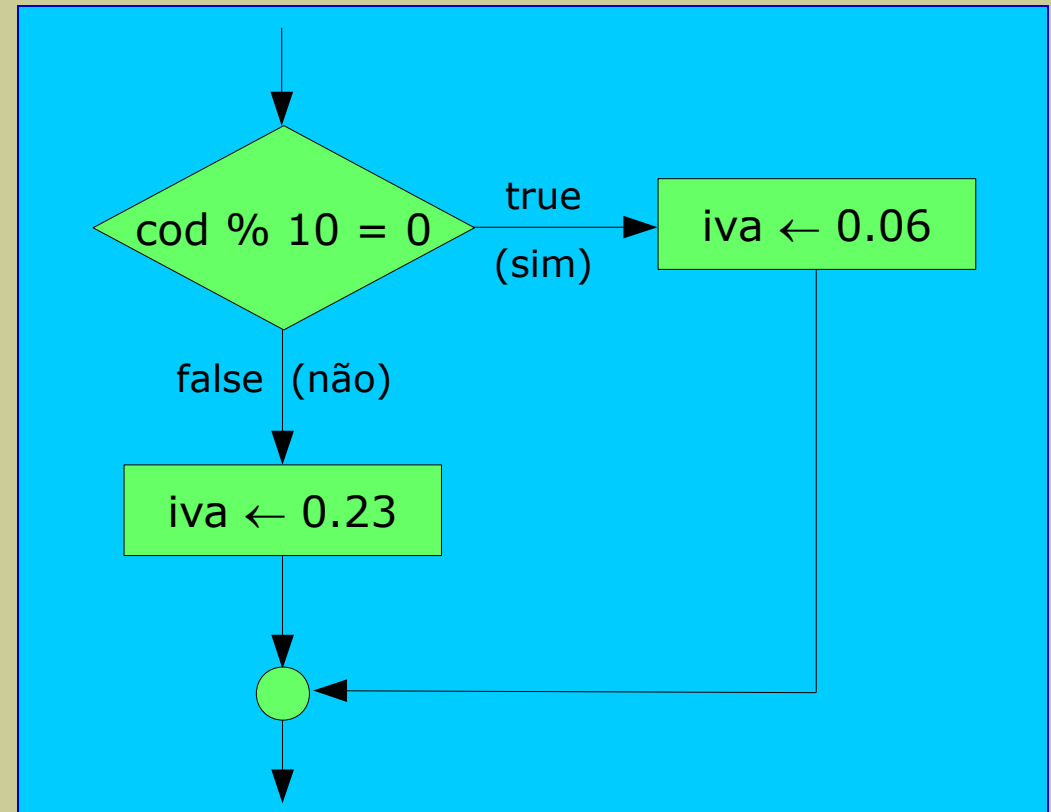 cod % 10 = 0
true
(sim)
iva ← 0.06
false (não)
iva ← 0.23